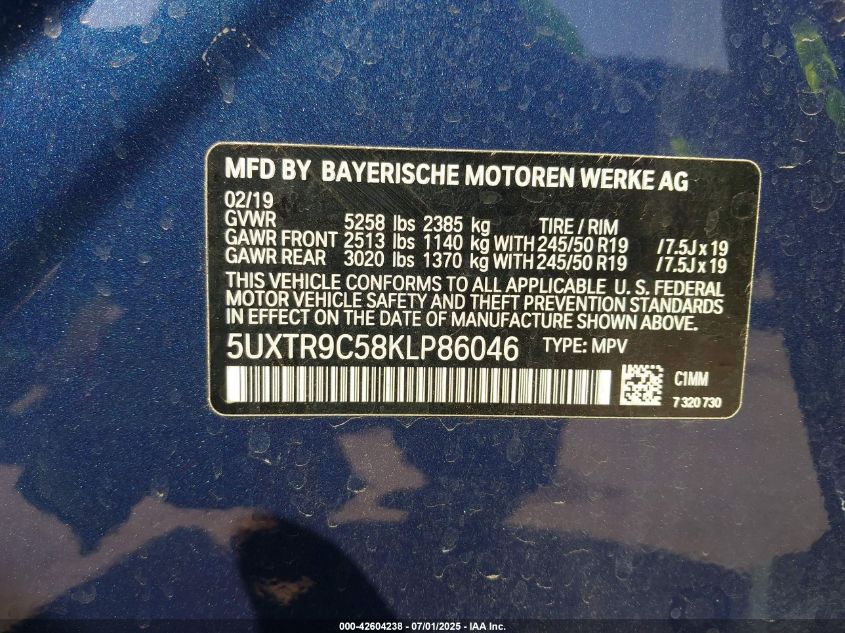 MFD BY BAYERISCHE MOTOREN WERKE AG
02/19
GVWR 5258 lbs 2385 kg TIRE / RIM
GAWR FRONT 2513 lbs 1140 kg WITH 245/50 R19 /7.5J x 19
GAWR REAR 3020 lbs 1370 kg WITH 245/50 R19 /7.5J x 19
THIS VEHICLE CONFORMS TO ALL APPLICABLE U. S. FEDERAL
MOTOR VEHICLE SAFETY AND THEFT PREVENTION STANDARDS
IN EFFECT ON THE DATE OF MANUFACTURE SHOWN ABOVE.
5UXTR9C58KLP86046 TYPE: MPV
C1MM
7 320 730
000-42604238 - 07/01/2025 - IAA Inc.